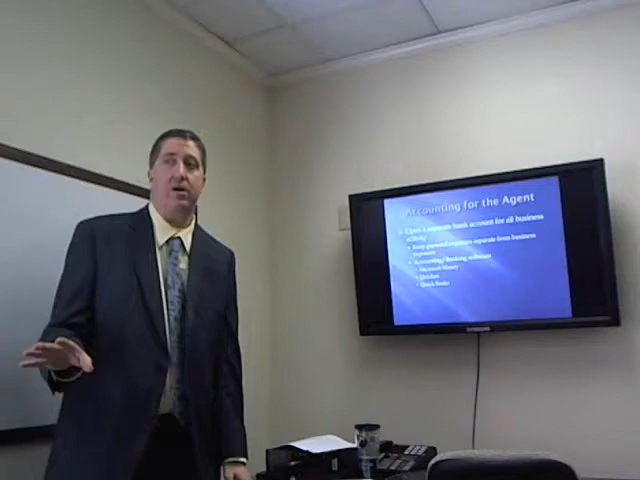 Accounting for the Agent
Open a separate bank account for all business
activity
Keep personal expenses separate from business
expenses
Accounting/Banking software
Microsoft Money
Quicken
Quick Books
SAMSUNG